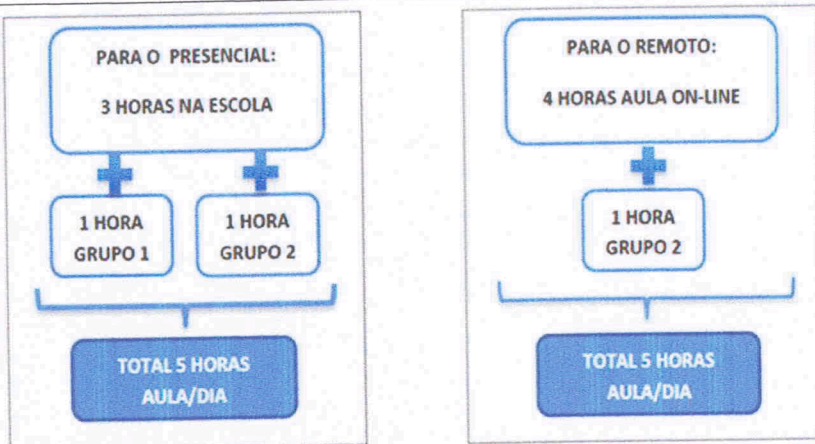 PARA O PRESENCIAL:
3 HORAS NA ESCOLA
1 HORA
GRUPO 1
1 HORA
GRUPO 2
TOTAL 5 HORAS
AULA/DIA
PARA O REMOTO:
4 HORAS AULA ON-LINE
1 HORA
GRUPO 2
TOTAL 5 HORAS
AULA/DIA